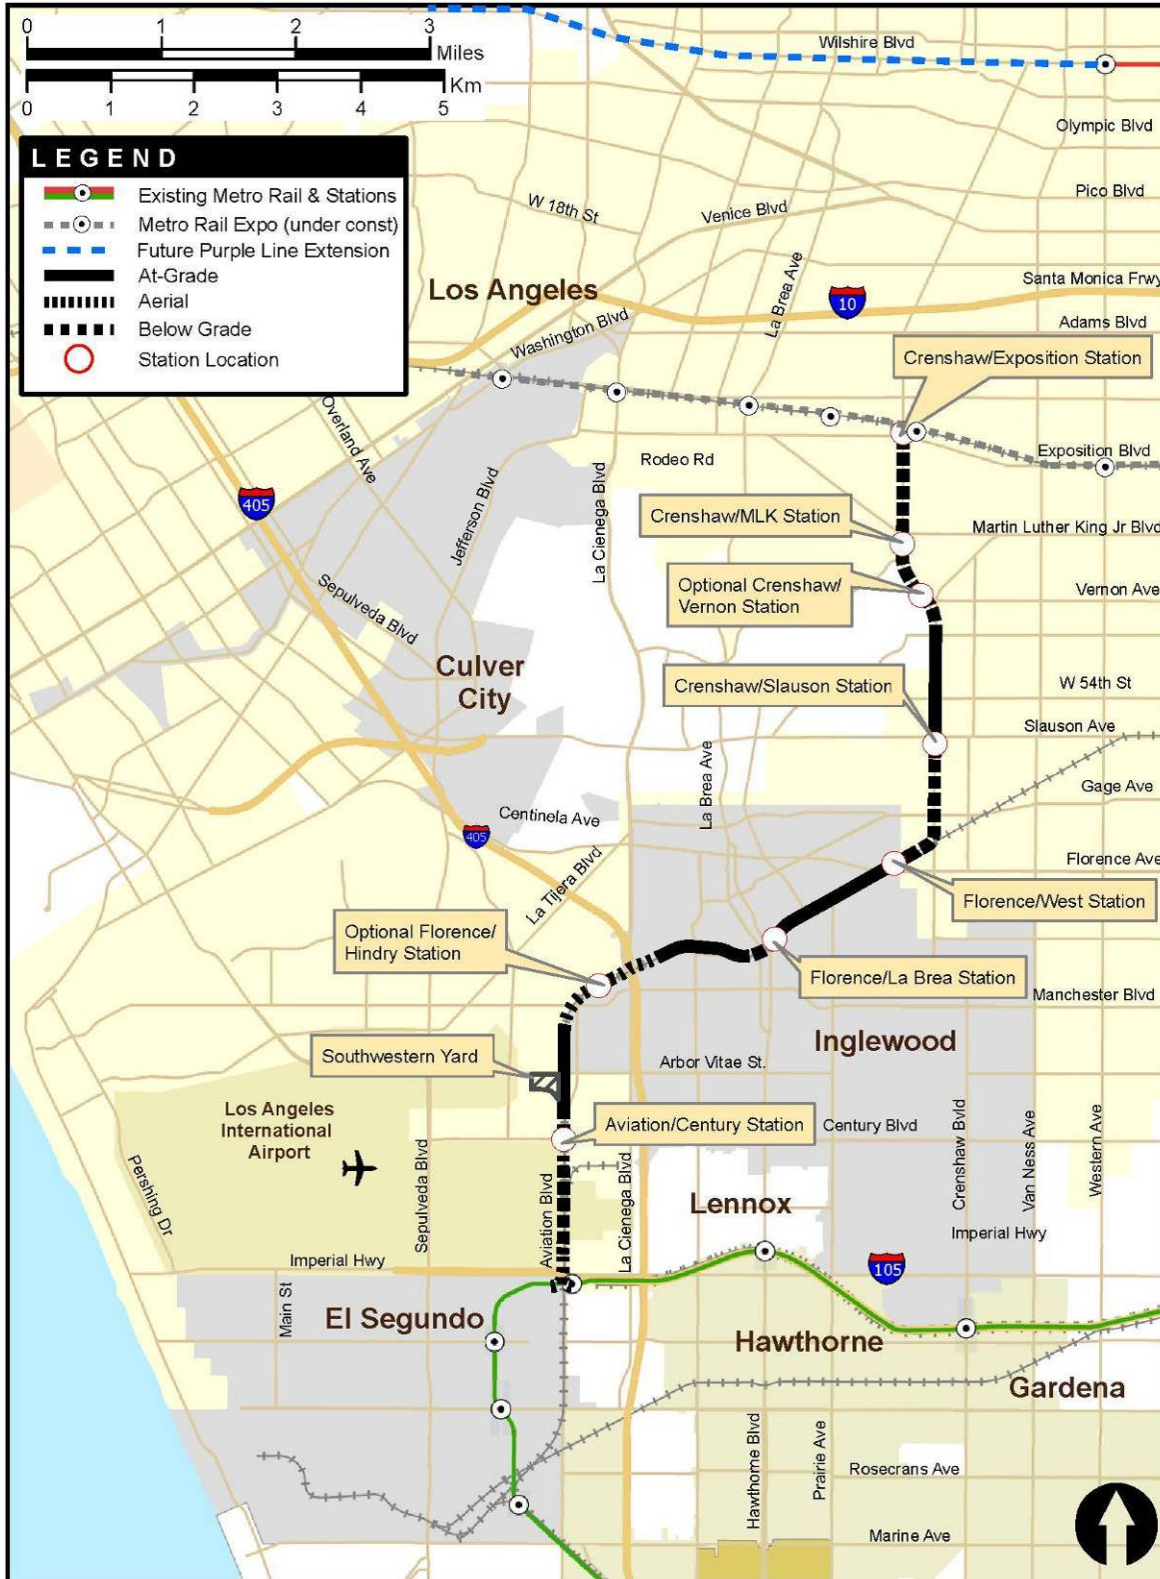 0 1 2 3
Miles
Km
0 1 2 3 4 5
LEGEND
Existing Metro Rail & Stations
Metro Rail Expo (under const)
Future Purple Line Extension
At-Grade
Aerial
Below Grade
Station Location
Wilshire Blvd
Olympic Blvd
Pico Blvd
W 18th St
Venice Blvd
La Brea Ave
Santa Monica Frwy
Los Angeles
10
Adams Blvd
Washington Blvd
Crenshaw/Exposition Station
Overland Ave
Exposition Blvd
Rodeo Rd
405
Jefferson Blvd
La Cienega Blvd
Crenshaw/MLK Station
Martin Luther King Jr Blvd
Optional Crenshaw/
Vernon Station
Vernon Ave
Sepulveda Blvd
Culver
City
Crenshaw/Slauson Station
W 54th St
Slauson Ave
La Brea Ave
Gage Ave
Centinela Ave
405
Florence Ave
La Tijera Blvd
Florence/West Station
Optional Florence/
Hindry Station
Florence/La Brea Station
Manchester Blvd
Inglewood
Southwestern Yard
Arbor Vitae St.
Los Angeles
International
Airport
Aviation/Century Station
Century Blvd
Crenshaw Bvld
Van Ness Ave
Western Ave
Pershing Dr
Sepulveda Blvd
Aviation Blvd
La Cienega Blvd
Lennox
Imperial Hwy
Imperial Hwy
105
Main St
El Segundo
Hawthorne
Gardena
Hawthorne Blvd
Prairie Ave
Rosecrans Ave
Marine Ave